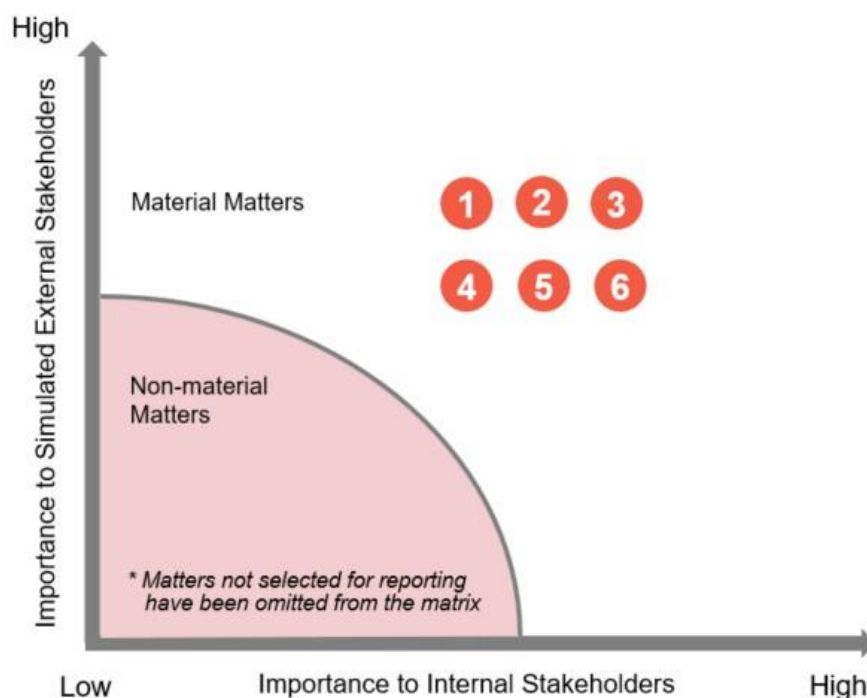 High
Importance to Simulated External Stakeholders
Material Matters
1 2 3
4 5 6
Non-material
Matters
* Matters not selected for reporting
have been omitted from the matrix
Low
Importance to Internal Stakeholders
High